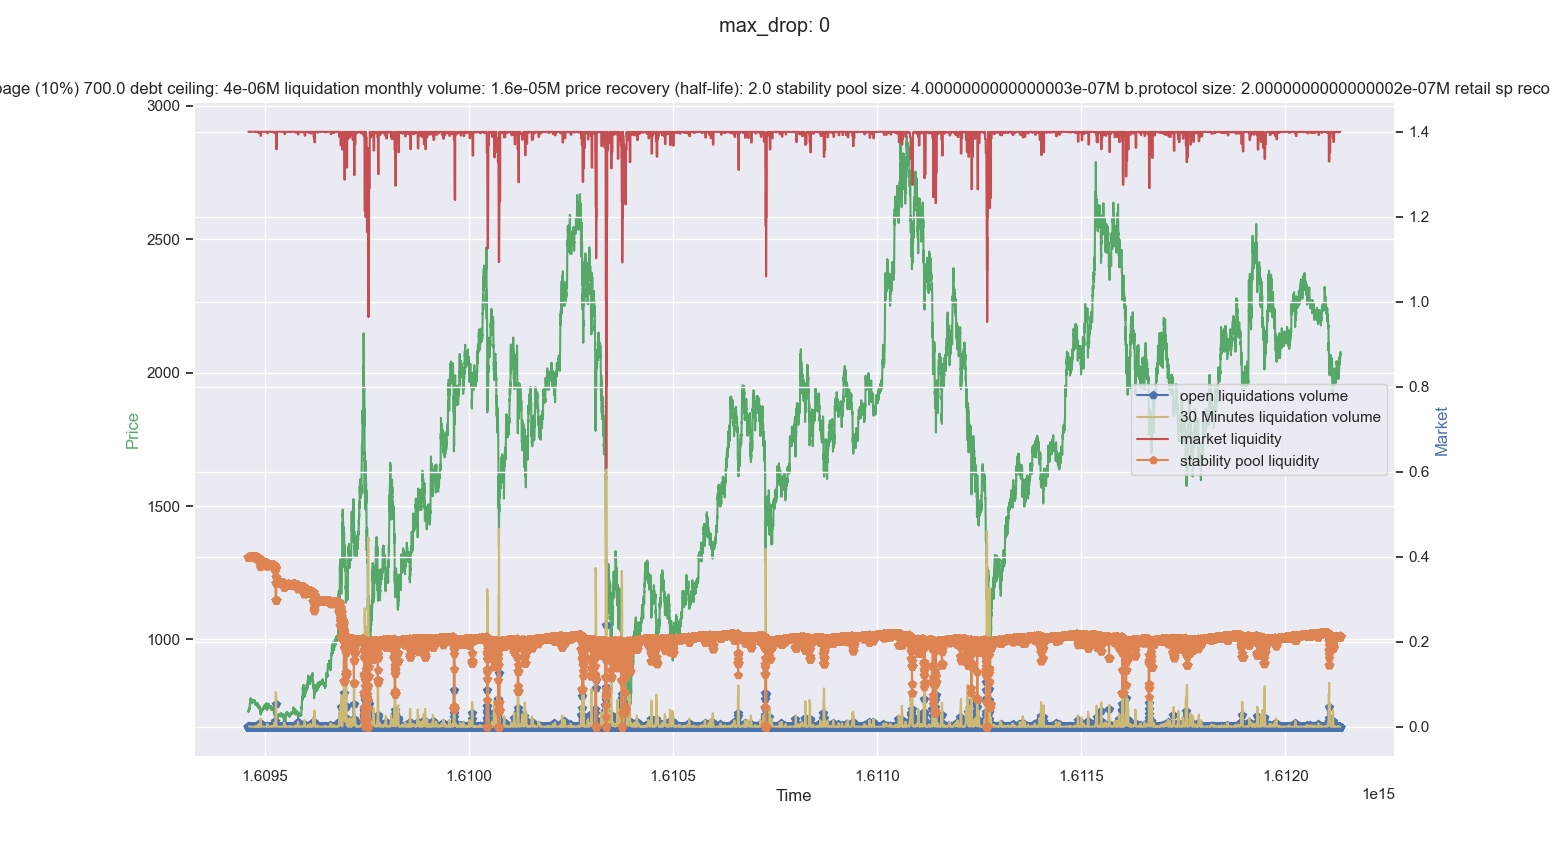 max_drop: 0
(10%) 700.0 debt ceiling: 4e-06M liquidation monthly volume: 1.6e-05M price recovery (half-life): 2.0 stability pool size: 4.0000000000000003e-07M b.protocol size: 2.0000000000000002e-07M retail sp
3000
1.4
2500
1.2
2000
1.0
1500
0.8
1000
0.6
0.4
0.2
0.0
Price
Market
open liquidations volume
30 Minutes liquidation volume
market liquidity
stability pool liquidity
1.6095 1.6100 1.6105 1.6110 1.6115 1.6120
Time
1e15